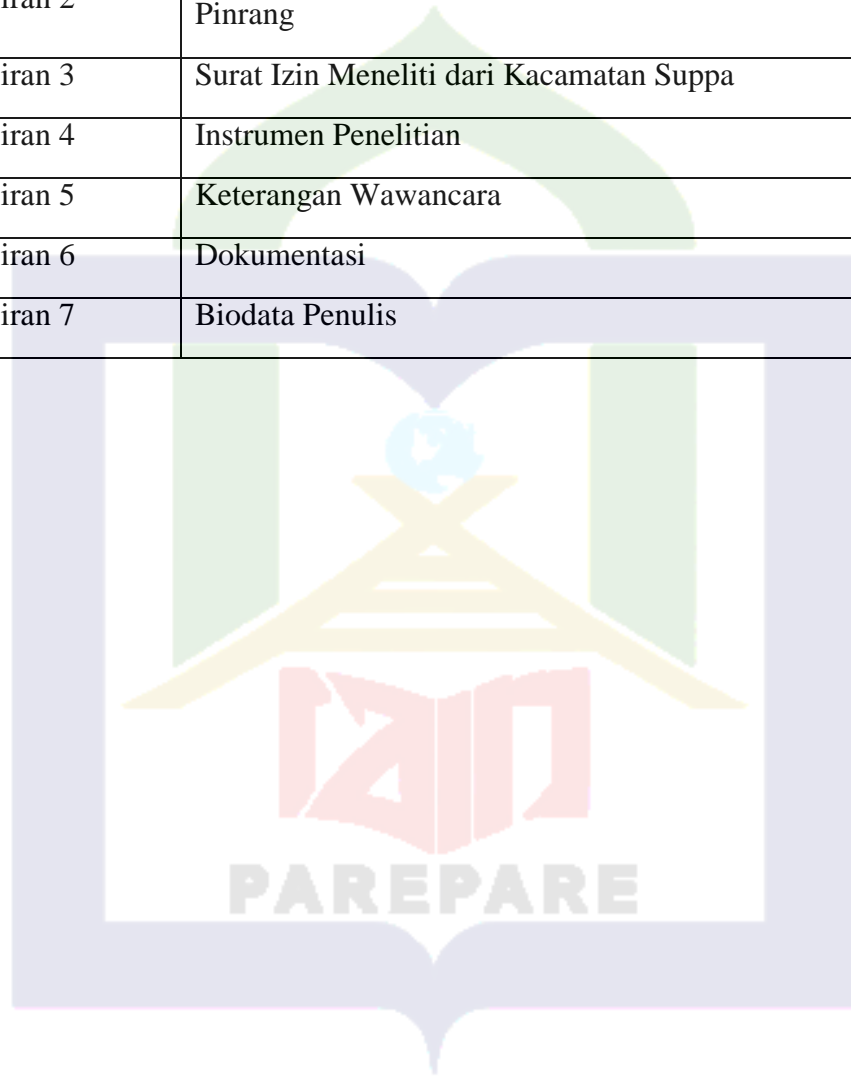 iran 2
Pinrang
iran 3 Surat Izin Meneliti dari Kacamatan Suppa
iran 4 Instrumen Penelitian
iran 5 Keterangan Wawancara
iran 6 Dokumentasi
iran 7 Biodata Penulis
iain
PAREPARE